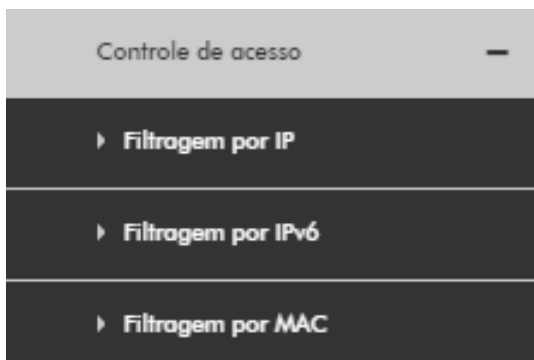 Controle de acesso
Filtragem por IP
Filtragem por IPv6
Filtragem por MAC